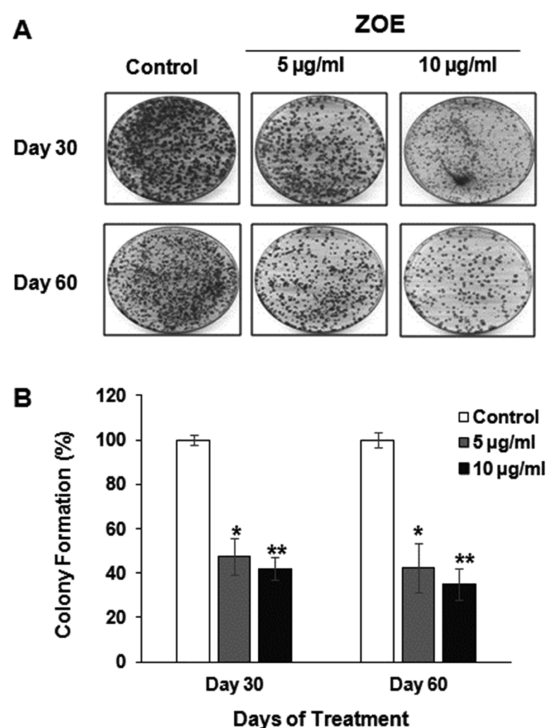 A
ZOE
Control
5 µg/ml
10 µg/ml
Day 30
Day 60
B
Colony Formation (%)
120
100
80
60
40
20
0
Control
5 µg/ml
10 µg/ml
*
**
*
**
Day 30
Day 60
Days of Treatment